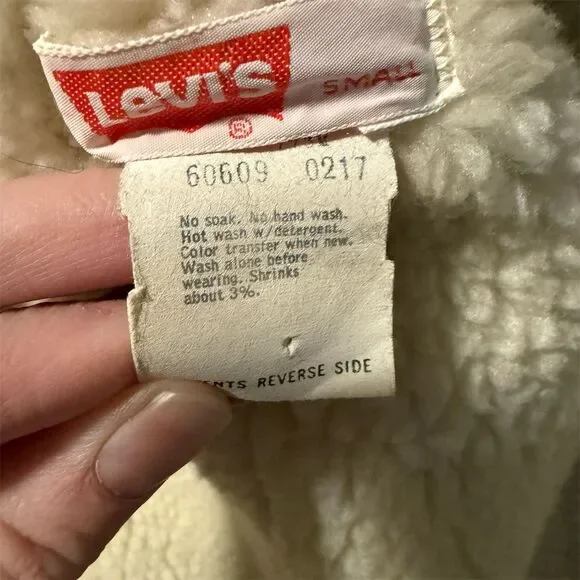 Levi's
SMALL
60609 0217
No soak. No hand wash.
Hot wash w/detergent.
Color transfer when new.
Wash alone before
wearing. Shrinks
about 3%.
REVERSE SIDE